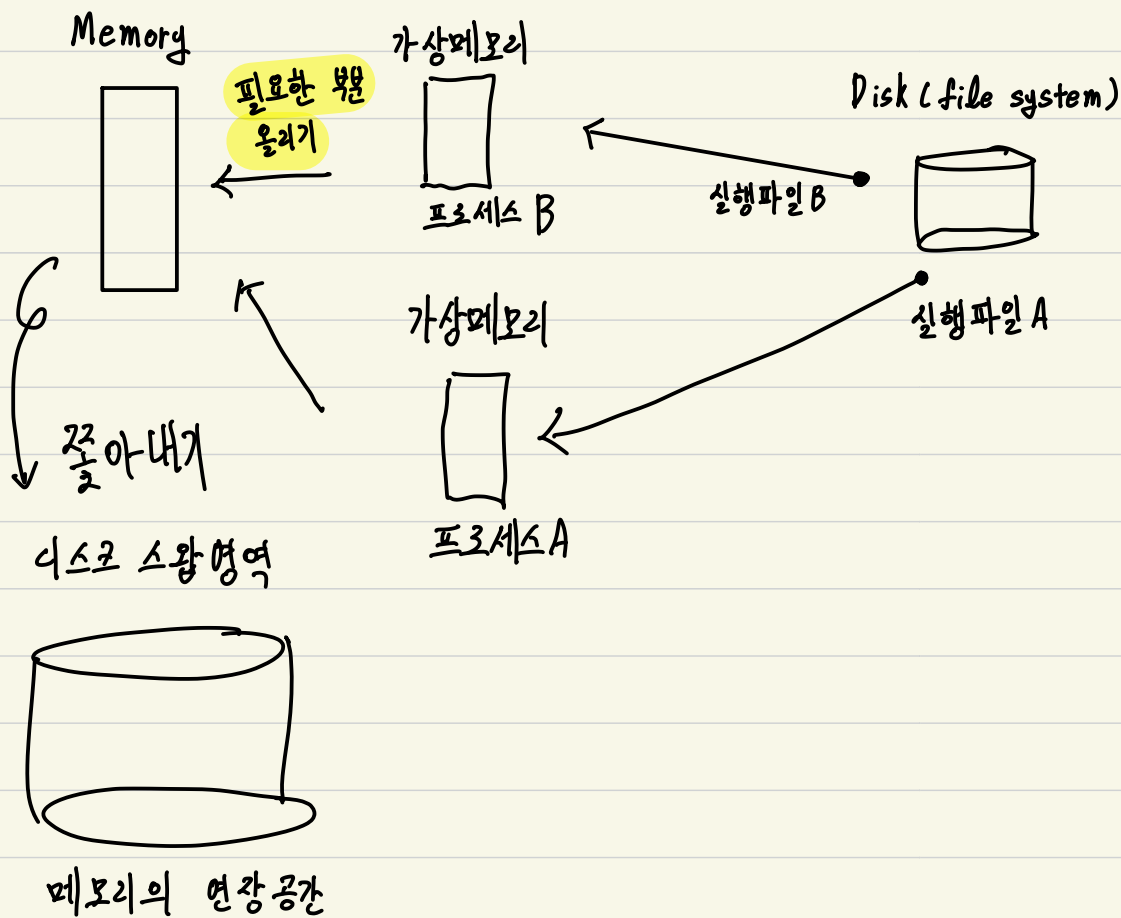 Memory
가상메모리
Disk (file system)
필요한 부분
올리기
실행파일 B
프로세스 B
가상메모리
실행파일 A
쫓아내기
프로세스 A
디스크 스왑 영역
메모리의 연장공간